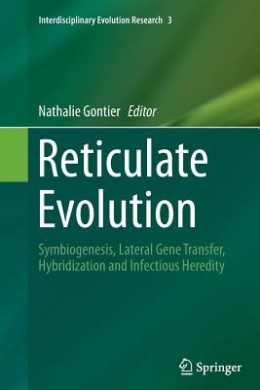 Interdisciplinary Evolution Research 3
Nathalie Gontier Editor
Reticulate
Evolution
Symbiogenesis, Lateral Gene Transfer,
Hybridization and Infectious Heredity
Springer